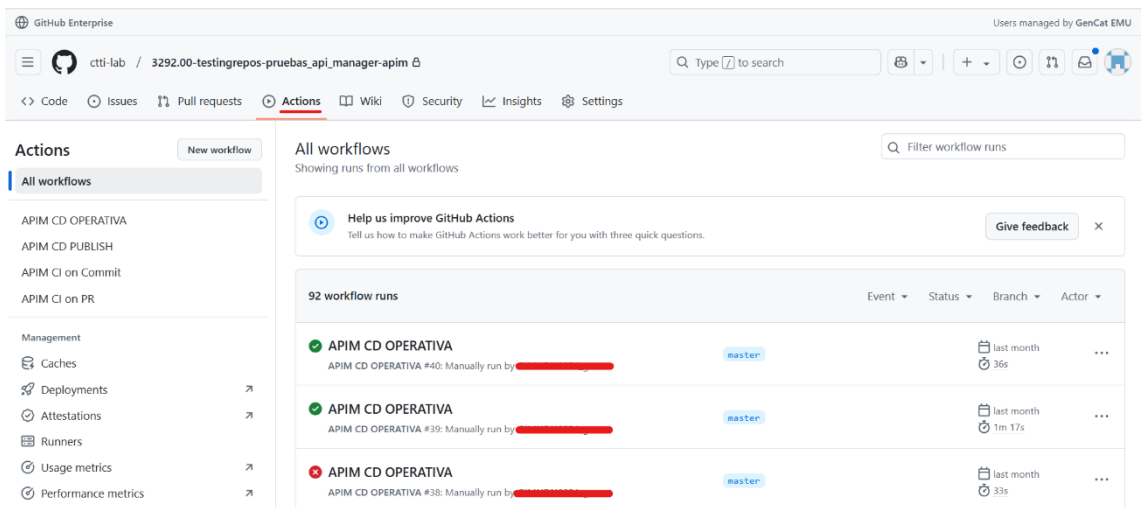 GitHub Enterprise
Users managed by GenCat EMU
ctti-lab / 3292.00-testingrepos-pruebas_api_manager-apim
Type / to search
Code Issues Pull requests Actions Wiki Security Insights Settings
Actions
New workflow
All workflows
APIM CD OPERATIVA
APIM CD PUBLISH
APIM CI on Commit
APIM CI on PR
Management
Caches
Deployments
Attestations
Runners
Usage metrics
Performance metrics
All workflows
Showing runs from all workflows
Filter workflow runs
Help us improve GitHub Actions
Tell us how to make GitHub Actions work better for you with three quick questions.
Give feedback
92 workflow runs
Event Status Branch Actor
APIM CD OPERATIVA
APIM CD OPERATIVA #40: Manually run by
master
last month
36s
APIM CD OPERATIVA
APIM CD OPERATIVA #39: Manually run by
master
last month
1m 17s
APIM CD OPERATIVA
APIM CD OPERATIVA #38: Manually run by
master
last month
33s